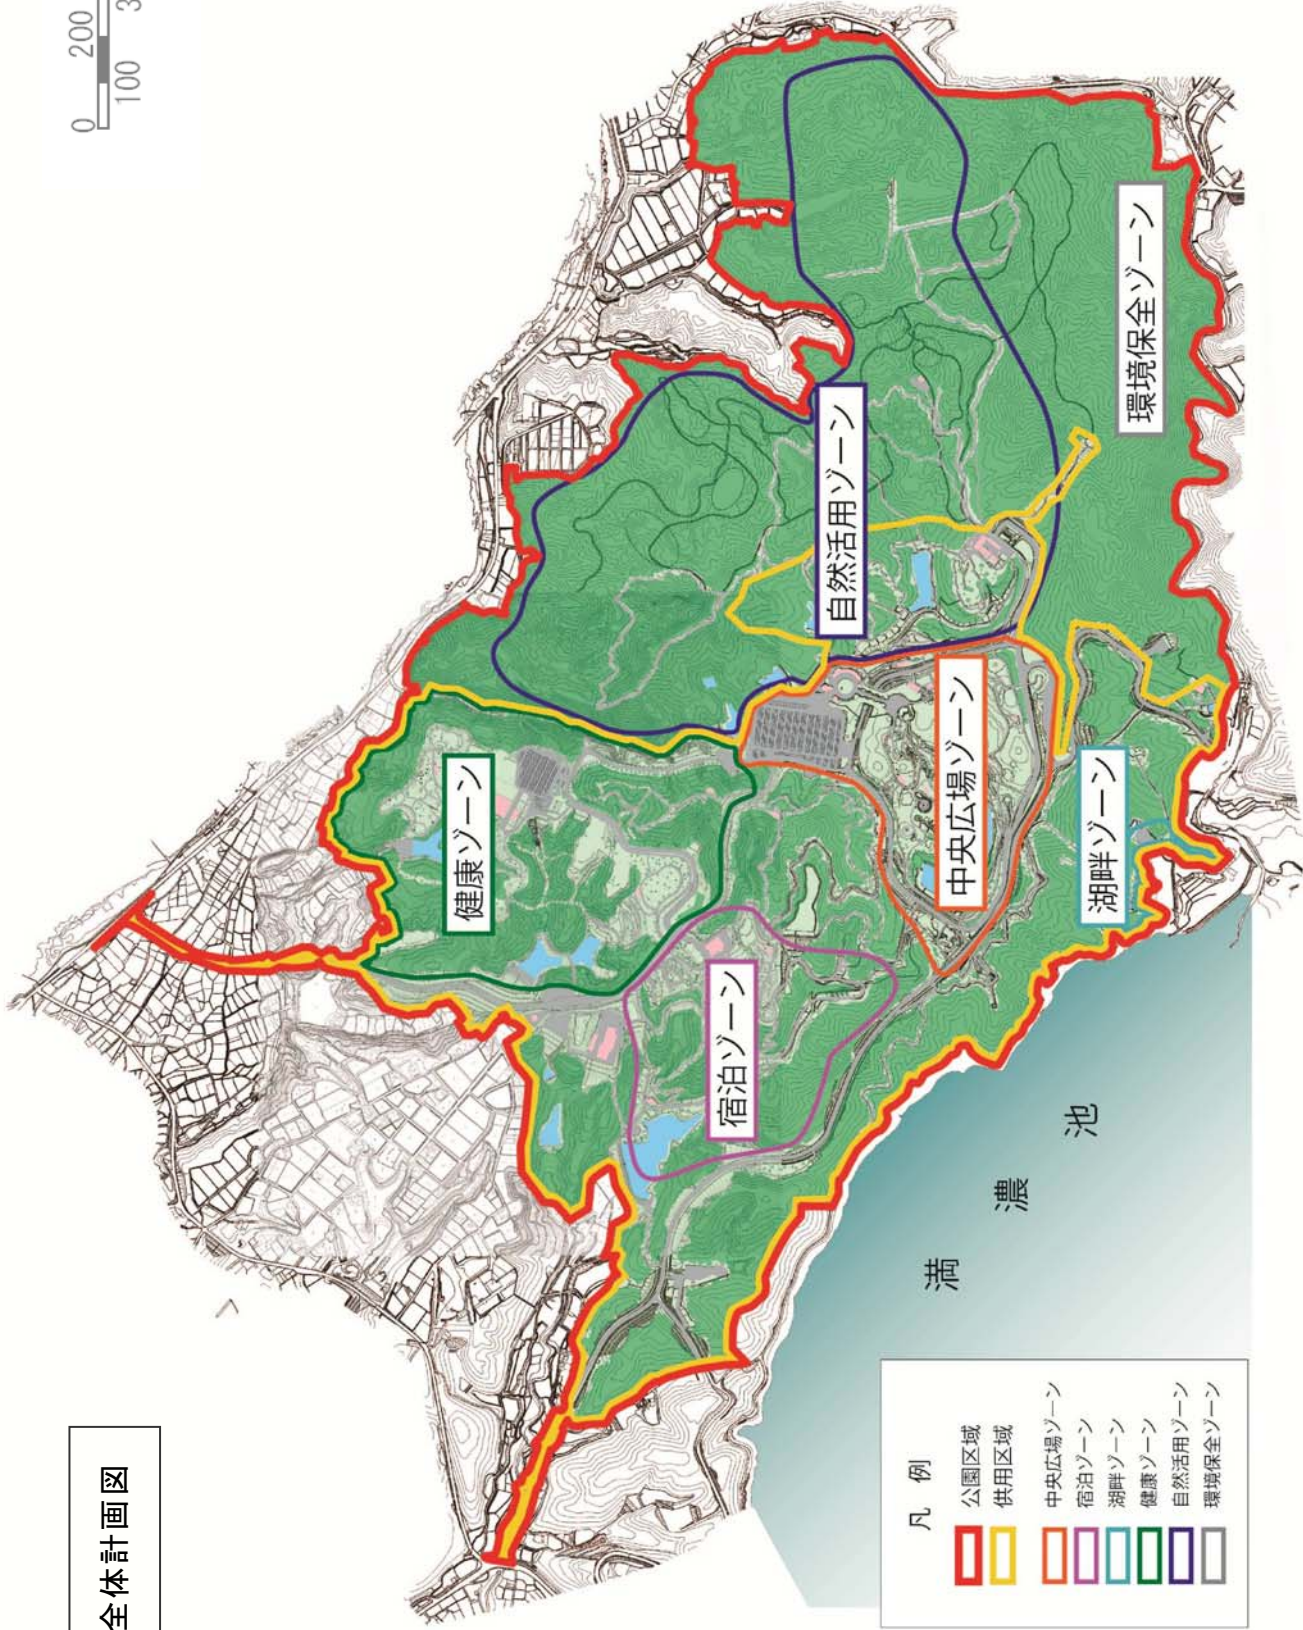 全体計画図
0
200
100
3
健康ゾーン
宿泊ゾーン
自然活用ゾーン
中央広場ゾーン
湖畔ゾーン
環境保全ゾーン
満濃池
凡例
公園区域
供用区域
中央広場ゾーン
宿泊ゾーン
湖畔ゾーン
健康ゾーン
自然活用ゾーン
環境保全ゾーン